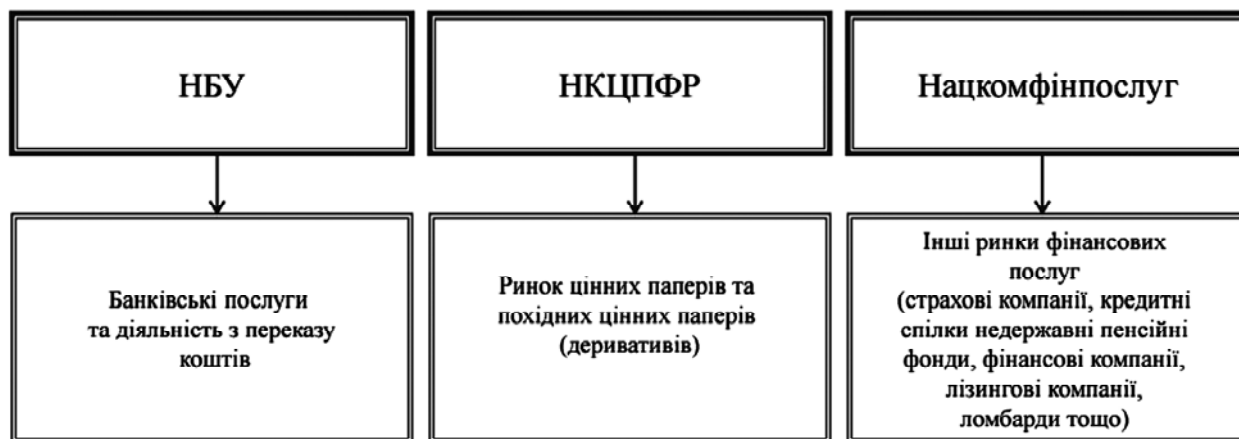 НБУ
НКЦПФР
Нацкомфінпослуг
Банківські послуги
та діяльність з переказу
коштів
Ринок цінних паперів та
похідних цінних паперів
(деривативів)
Інші ринки фінансових
послуг
(страхові компанії, кредитні
спілки недержавні пенсійні
фонди, фінансові компанії,
лізингові компанії,
ломбарди тощо)